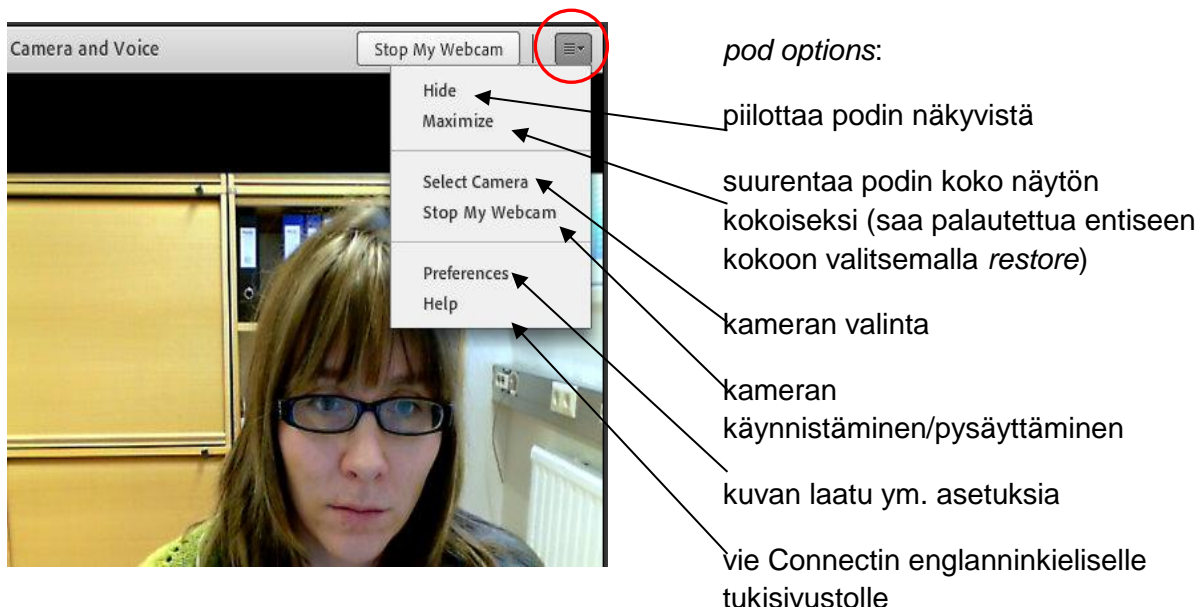 Camera and Voice
Stop My Webcam
Hide
Maximize
Select Camera
Stop My Webcam
Preferences
Help
pod options:
piilottaa podin näkyvistä
suurentaa podin koko näytön
kokoiseksi (saa palautettua entiseen
kokoon valitsemalla restore)
kameran valinta
kameran
käynnistäminen/pysäyttäminen
kuvan laatu ym. asetuksia
vie Connectin englanninkieliselle
tukisivustolle